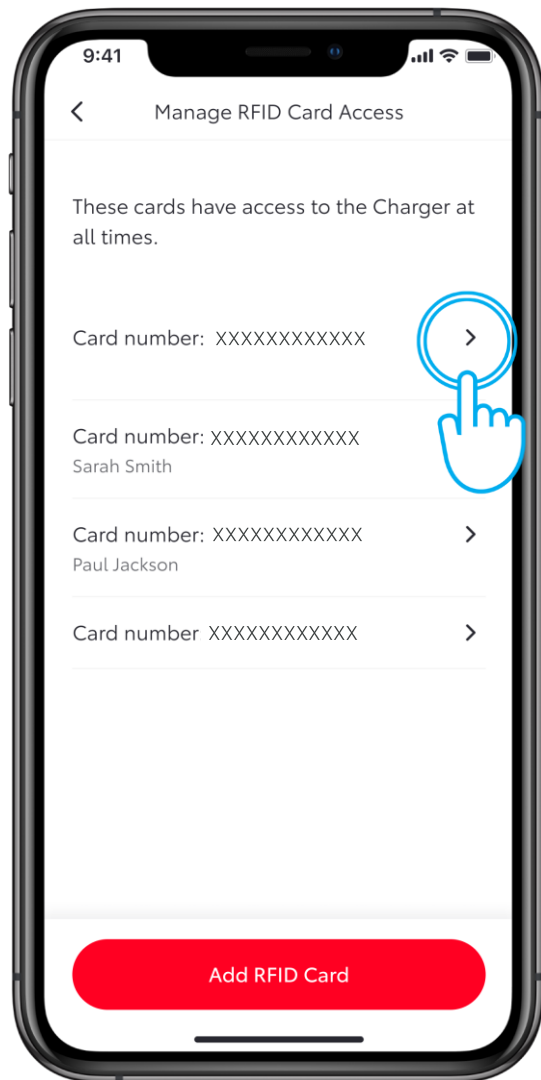 9:41
Manage RFID Card Access
These cards have access to the Charger at
all times.
Card number: XXXXXXXXXXXX
Card number: XXXXXXXXXXXX
Sarah Smith
Card number: XXXXXXXXXXXX
Paul Jackson
Card number XXXXXXXXXXXX
Add RFID Card